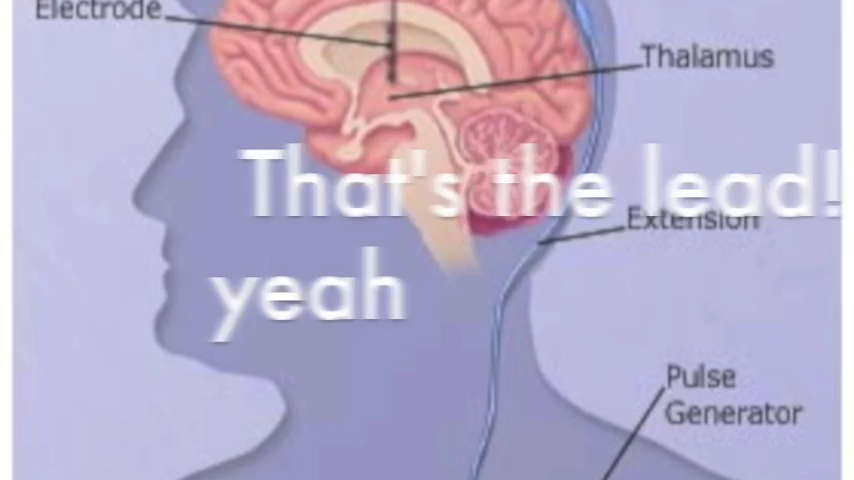 Electrode
Thalamus
That's the lead!
Extension
yeah
Pulse
Generator